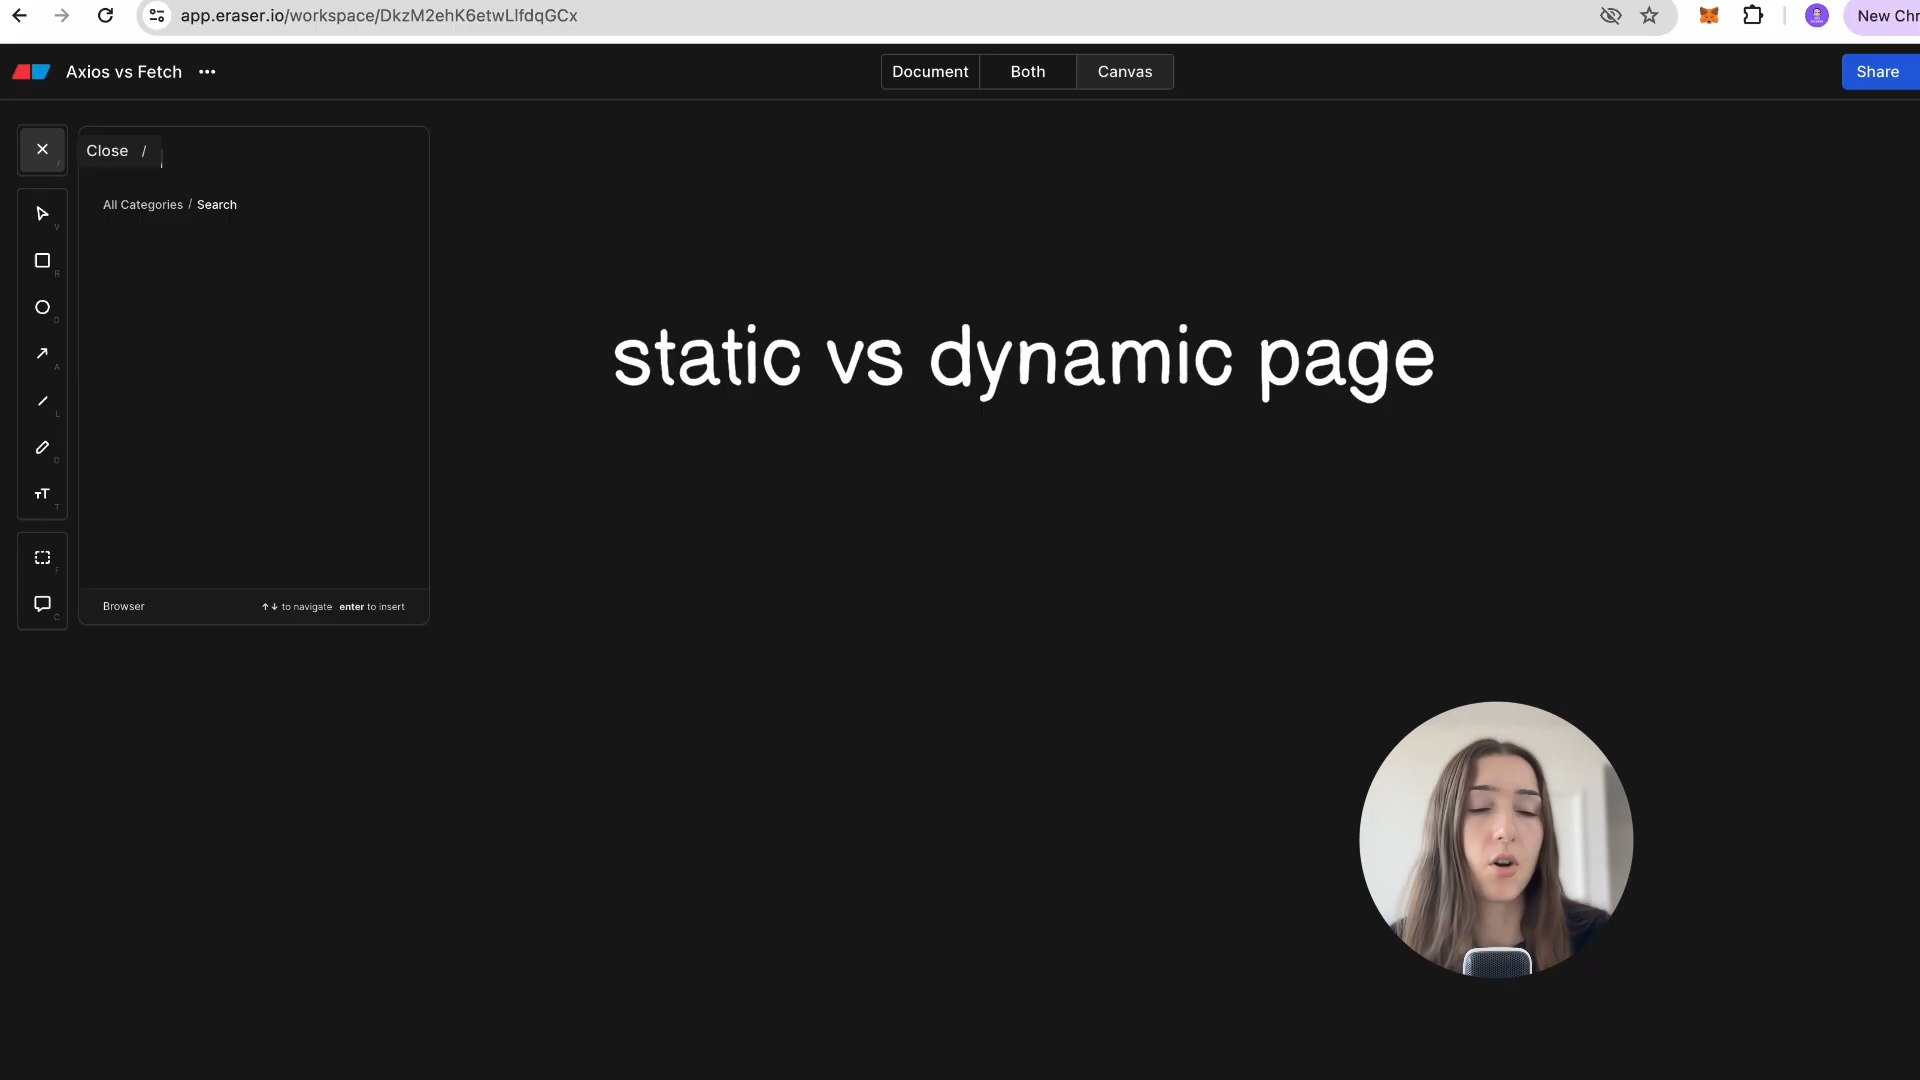 app.eraser.io/workspace/DkzM2ehK6etwLlfdqGCx
New Chr
Axios vs Fetch
Document
Both
Canvas
Share
Close /
All Categories / Search
V
R
O
A
L
D
T
F
C
static vs dynamic page
Browser
↑↓ to navigate enter to insert